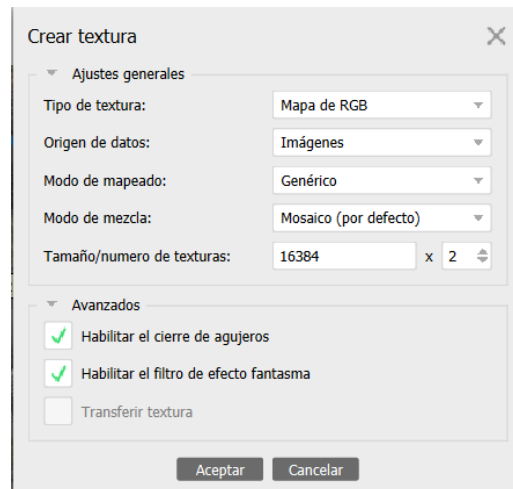 Crear textura
Ajustes generales
Tipo de textura: Mapa de RGB
Origen de datos: Imágenes
Modo de mapeado: Genérico
Modo de mezcla: Mosaico (por defecto)
Tamaño/numero de texturas: 16384 x 2
Avanzados
Habilitar el cierre de agujeros
Habilitar el filtro de efecto fantasma
Transferir textura
Aceptar Cancelar